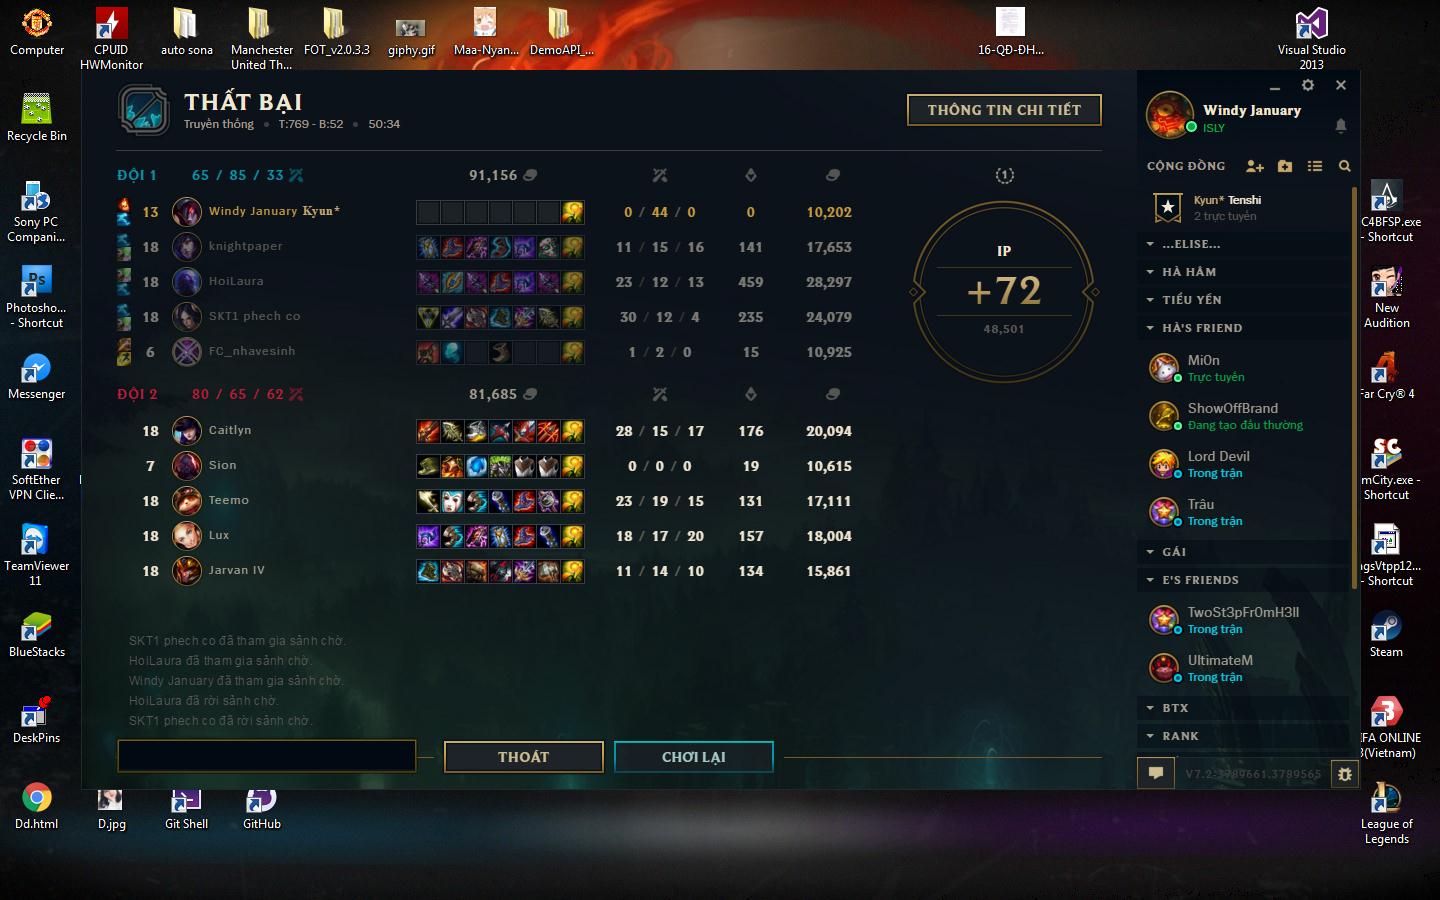 Computer
CPUID
HWMonitor
auto sona
Manchester
United Th...
FOT_v2.0.3.3
giphy.gif
Maa-Nyan...
DemoAPI_...
16-QĐ-ĐH...
Visual Studio
2013
Recycle Bin
Sony PC
Compani...
Photosho...
- Shortcut
Messenger
SoftEther
VPN Clie...
TeamViewer
11
BlueStacks
DeskPins
Dd.html
D.jpg
Git Shell
GitHub
THẤT BẠI
Truyền thống • T:769 - B:52 • 50:34
THÔNG TIN CHI TIẾT
ĐỘI 1 65 / 85 / 33 91,156
13 Windy January Kyun* 0 / 44 / 0 0 10,202
18 knightpaper 11 / 15 / 16 141 17,653
18 HoiLaura 23 / 12 / 13 459 28,297
18 SKT1 phech co 30 / 12 / 4 235 24,079
6 FC_nhavesinh 1 / 2 / 0 15 10,925
1
IP
+72
48,501
ĐỘI 2 80 / 65 / 62 81,685
18 Caitlyn 28 / 15 / 17 176 20,094
7 Sion 0 / 0 / 0 19 10,615
18 Teemo 23 / 19 / 15 131 17,111
18 Lux 18 / 17 / 20 157 18,004
18 Jarvan IV 11 / 14 / 10 134 15,861
SKT1 phech co đã tham gia sảnh chờ.
HoiLaura đã tham gia sảnh chờ.
Windy January đã tham gia sảnh chờ.
HoiLaura đã rời sảnh chờ.
SKT1 phech co đã rời sảnh chờ.
THOÁT
CHƠI LẠI
Windy January
ISLY
CỘNG ĐỒNG
Kyun* Tenshi
2 trực tuyến
...ELISE...
HÀ HÂM
TIỂU YẾN
HÀ'S FRIEND
Mi0n
Trực tuyến
ShowOffBrand
Đang tạo đấu thường
Lord Devil
Trong trận
Trâu
Trong trận
GÁI
E'S FRIENDS
TwoSt3pFr0mH3ll
Trong trận
UltimateM
Trong trận
BTX
RANK
V7.2.3789661.3789565
C4BFSP.exe
- Shortcut
New
Audition
Far Cry® 4
mCity.exe -
Shortcut
ngsVtpp12...
- Shortcut
Steam
IFA ONLINE
3(Vietnam)
League of
Legends